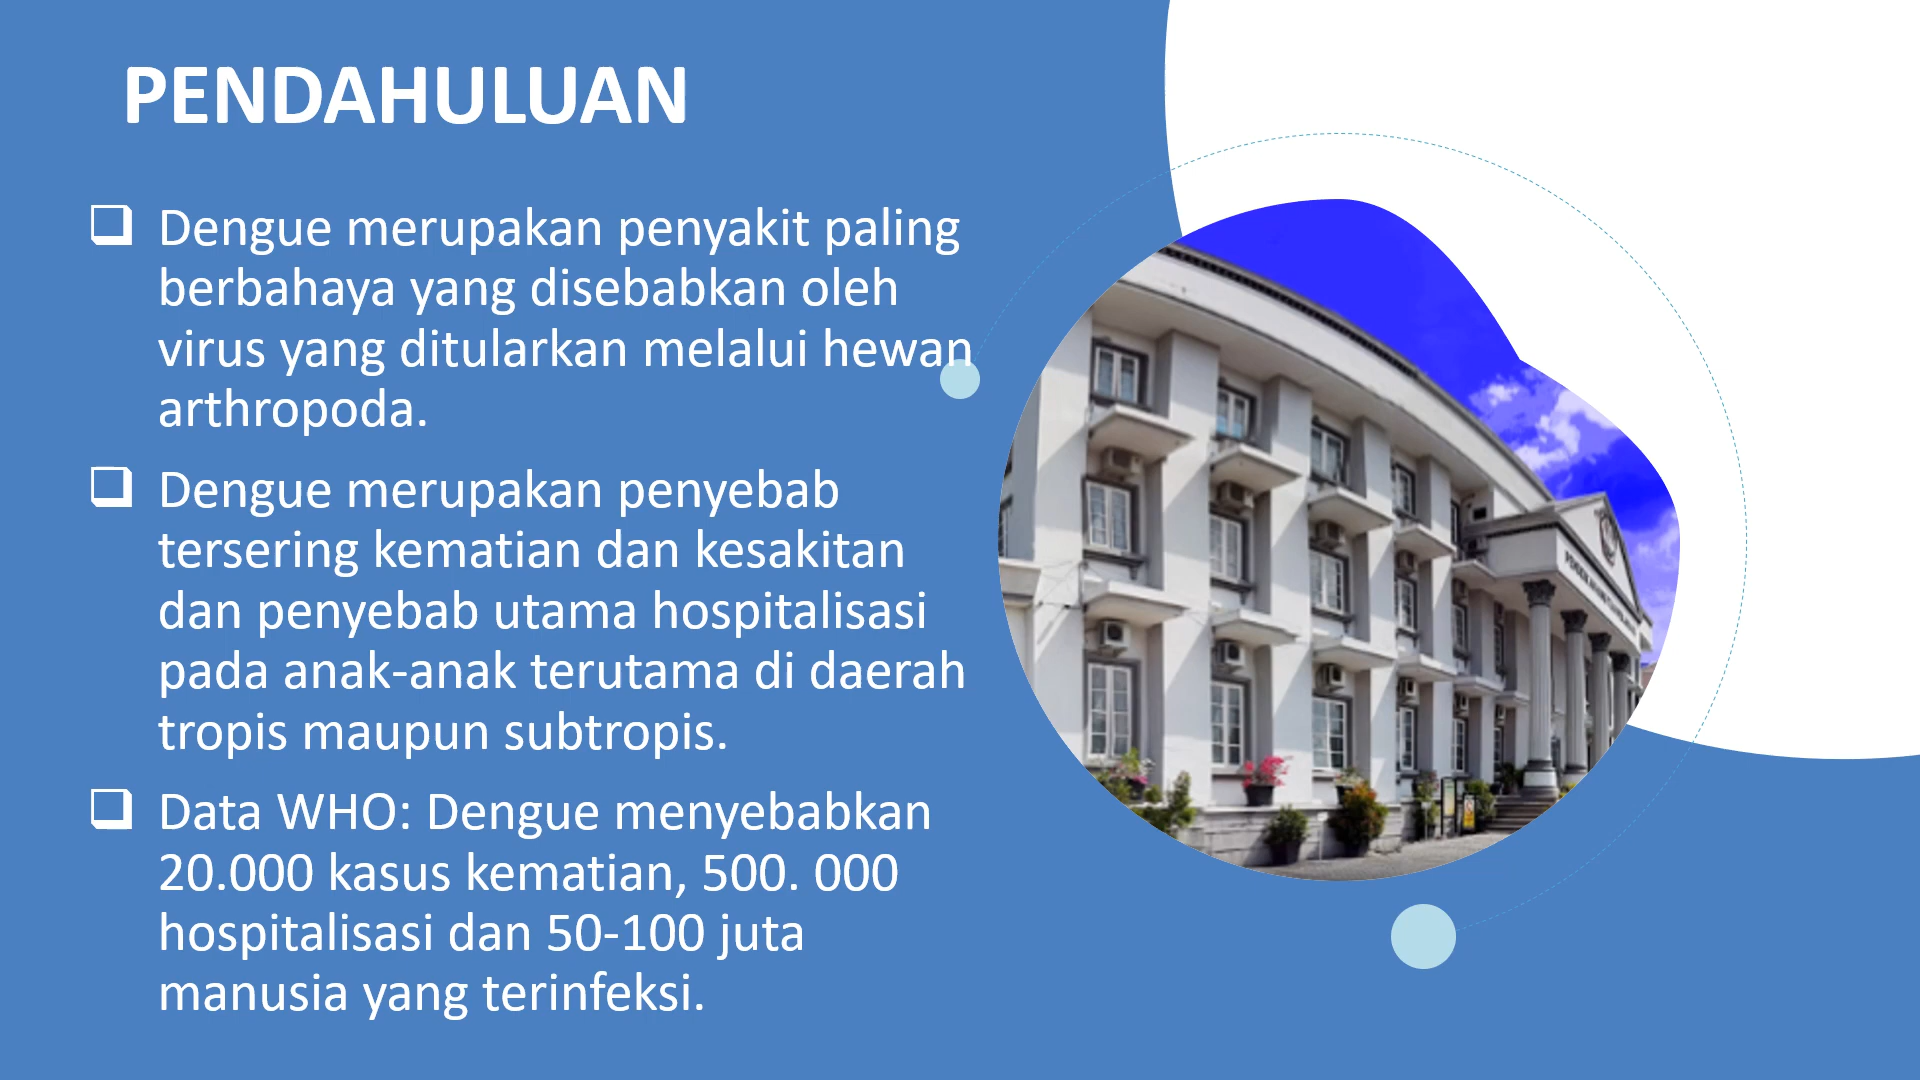 PENDAHULUAN
Dengue merupakan penyakit paling
berbahaya yang disebabkan oleh
virus yang ditularkan melalui hewan
arthropoda.
Dengue merupakan penyebab
tersering kematian dan kesakitan
dan penyebab utama hospitalisasi
pada anak-anak terutama di daerah
tropis maupun subtropis.
Data WHO: Dengue menyebabkan
20.000 kasus kematian, 500. 000
hospitalisasi dan 50-100 juta
manusia yang terinfeksi.